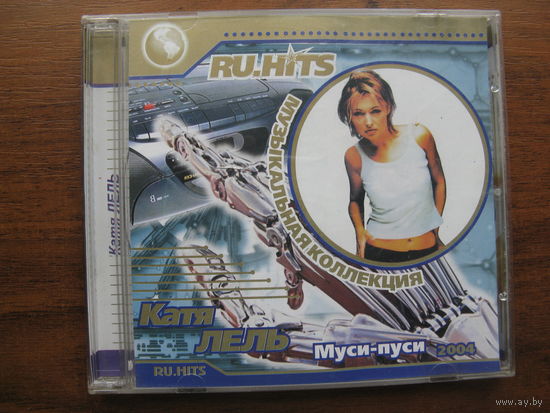 RU.HiTS
МУЗЫКАЛЬНАЯ КОЛЛЕКЦИЯ
Катя ЛЕЛЬ
Катя
ЛЕЛЬ
Муси-пуси 2004
RU.HITS
www.ay.by